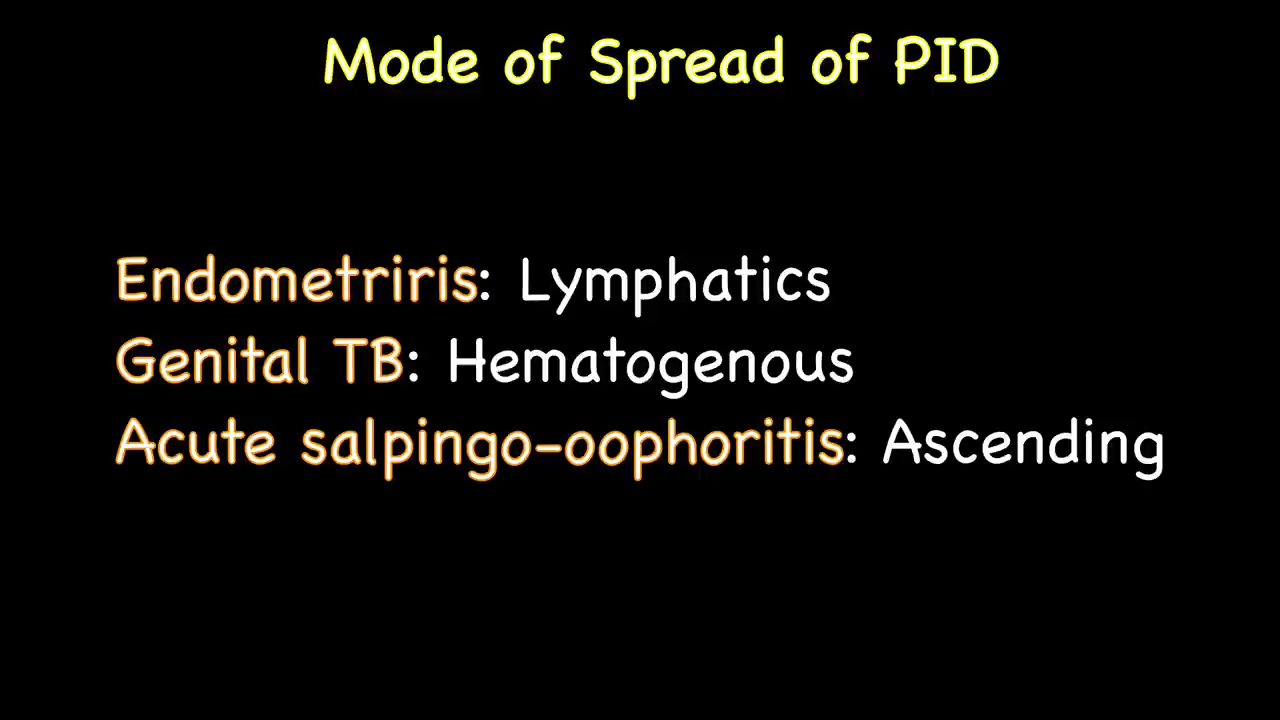 Mode of Spread of PID
Endometriris: Lymphatics
Genital TB: Hematogenous
Acute salpingo-oophoritis: Ascending